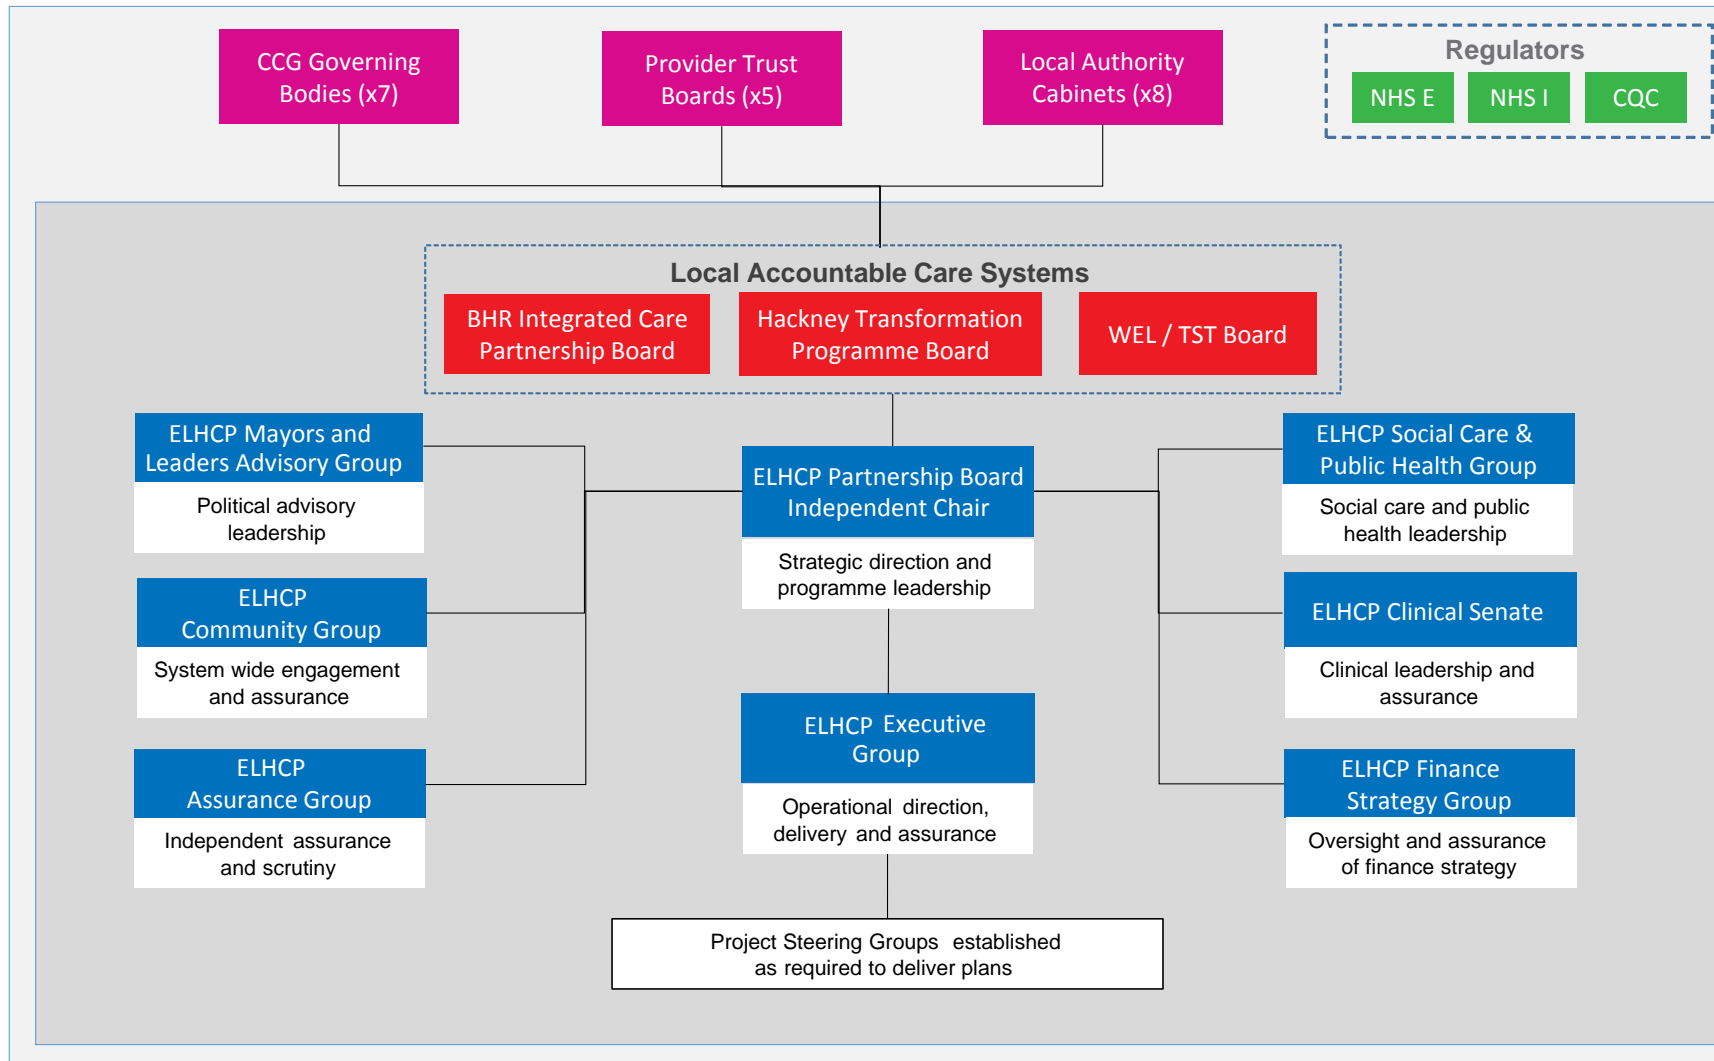 CCG Governing
Bodies (x7)
Provider Trust
Boards (x5)
Local Authority
Cabinets (x8)
Regulators
NHS E
NHS I
CQC
Local Accountable Care Systems
BHR Integrated Care
Partnership Board
Hackney Transformation
Programme Board
WEL / TST Board
ELHCP Mayors and
Leaders Advisory Group
Political advisory
leadership
ELHCP Partnership Board
Independent Chair
Strategic direction and
programme leadership
ELHCP Social Care &
Public Health Group
Social care and public
health leadership
ELHCP
Community Group
System wide engagement
and assurance
ELHCP Clinical Senate
Clinical leadership and
assurance
ELHCP Executive
Group
Operational direction,
delivery and assurance
ELHCP
Assurance Group
Independent assurance
and scrutiny
ELHCP Finance
Strategy Group
Oversight and assurance
of finance strategy
Project Steering Groups established
as required to deliver plans